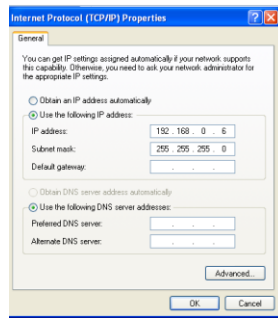 Internet Protocol (TCP/IP) Properties
General
You can get IP settings assigned automatically if your network supports
this capability. Otherwise, you need to ask your network administrator for
the appropriate IP settings.
Obtain an IP address automatically
Use the following IP address:
IP address: 192 . 168 . 0 . 6
Subnet mask: 255 . 255 . 255 . 0
Default gateway: . . .
Obtain DNS server address automatically
Use the following DNS server addresses:
Preferred DNS server: . . .
Alternate DNS server: . . .
Advanced...
OK Cancel